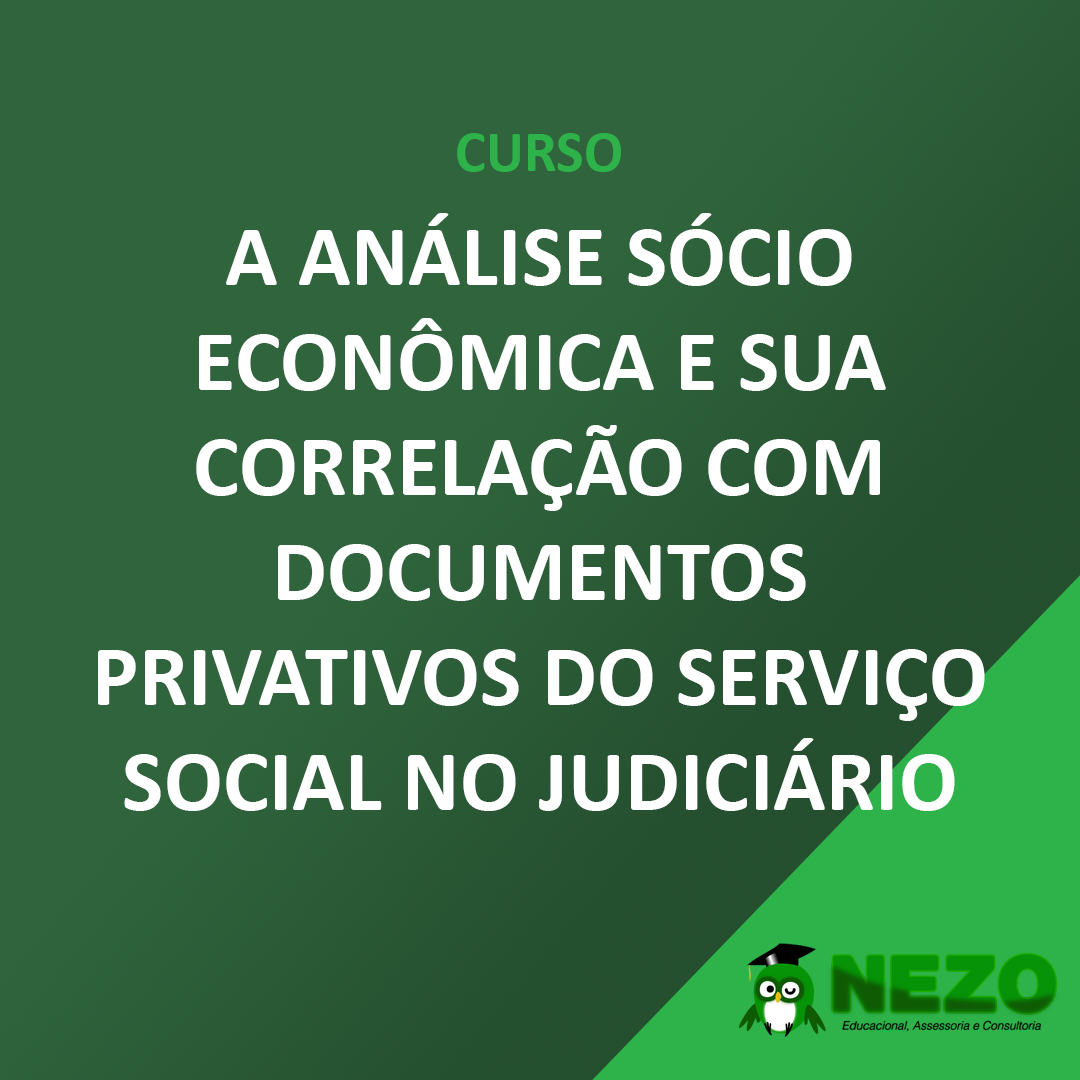 CURSO
A ANÁLISE SÓCIO
ECONÔMICA E SUA
CORRELAÇÃO COM
DOCUMENTOS
PRIVATIVOS DO SERVIÇO
SOCIAL NO JUDICIÁRIO
NEZO
Educacional, Assessoria e Consultoria